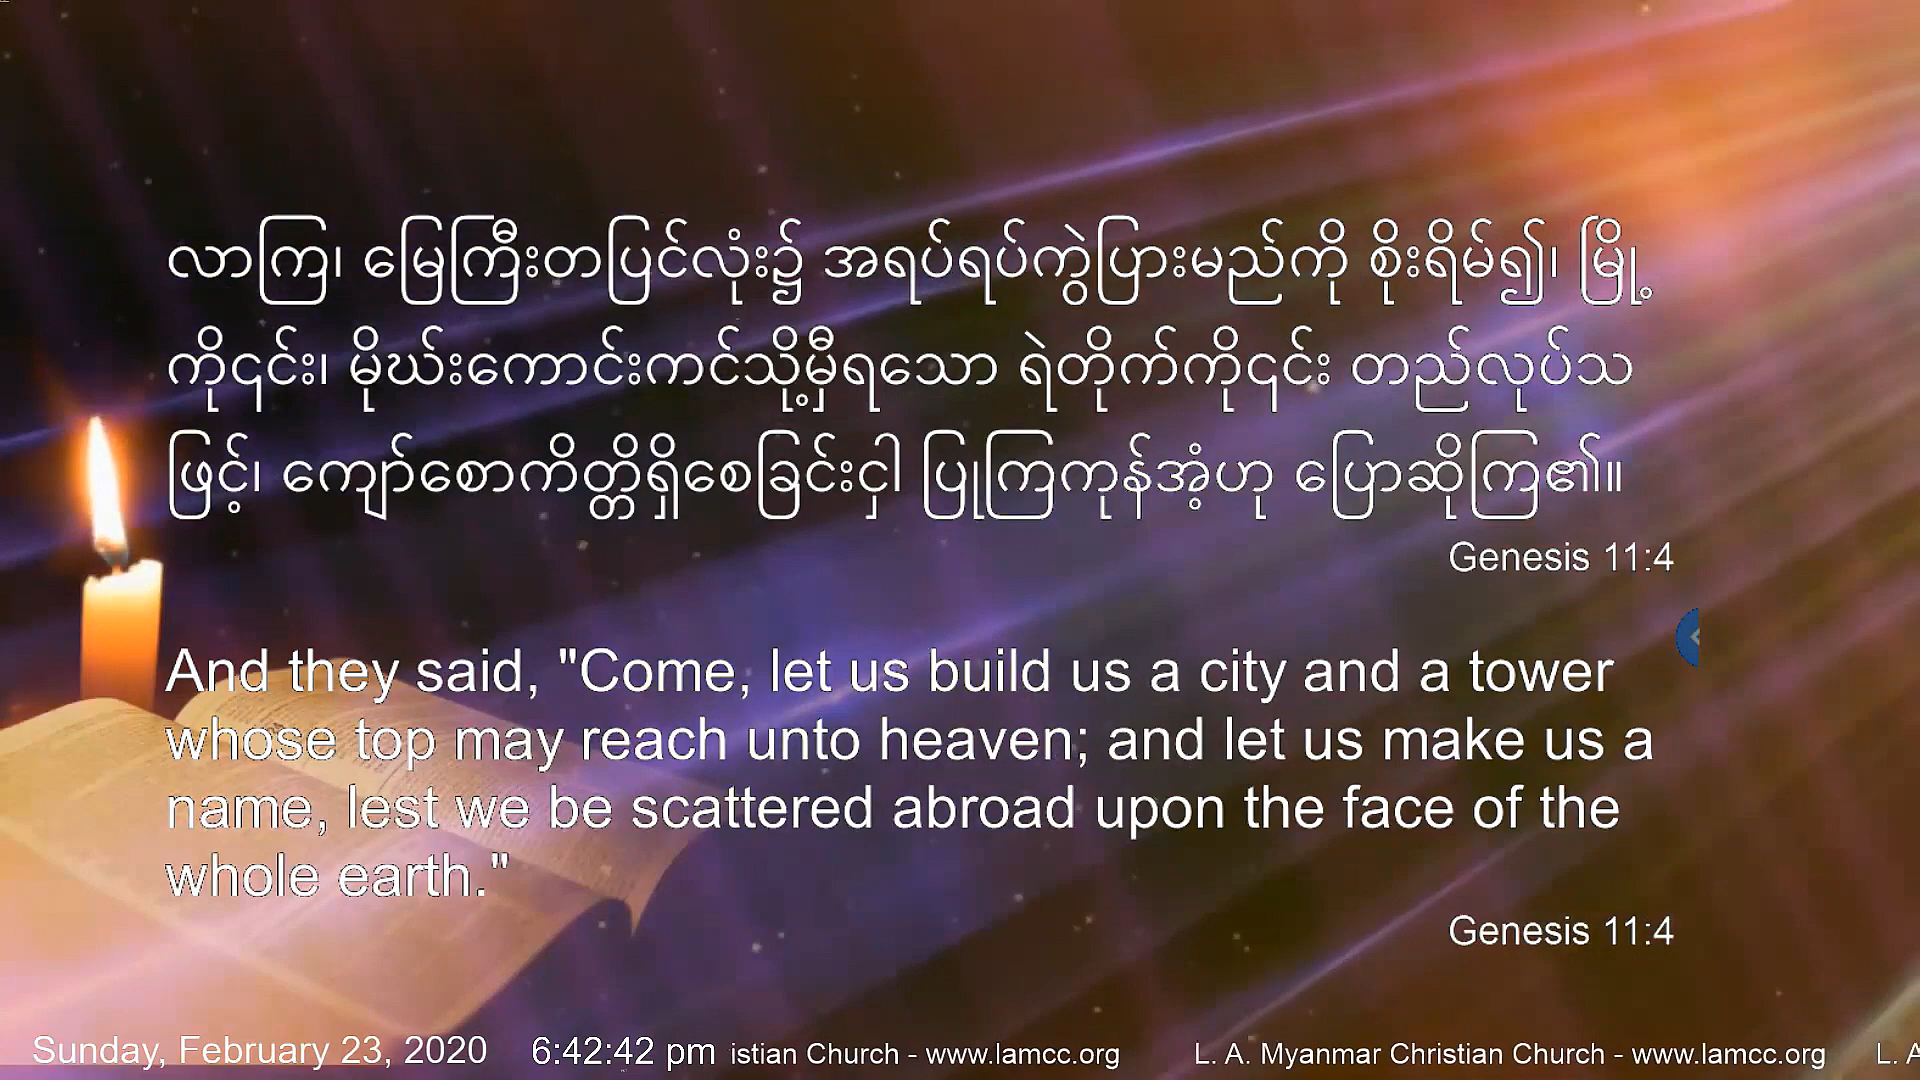 လာကြ၊ မြေကြီးတပြင်လုံး၌ အရပ်ရပ်ကွဲပြားမည်ကို စိုးရိမ်၍၊ မြို့
ကို၎င်း၊ မိုဃ်းကောင်းကင်သို့မှီရသော ရဲတိုက်ကို၎င်း တည်လုပ်သ
ဖြင့်၊ ကျော်စောကိတ္တိရှိစေခြင်းငှါ ပြုကြကုန်အံ့ဟု ပြောဆိုကြ၏။
Genesis 11:4
And they said, "Come, let us build us a city and a tower
whose top may reach unto heaven; and let us make us a
name, lest we be scattered abroad upon the face of the
whole earth."
Genesis 11:4
Sunday, February 23, 2020 6:42:42 pm istian Church - www.lamcc.org L. A. Myanmar Christian Church - www.lamcc.org L. A